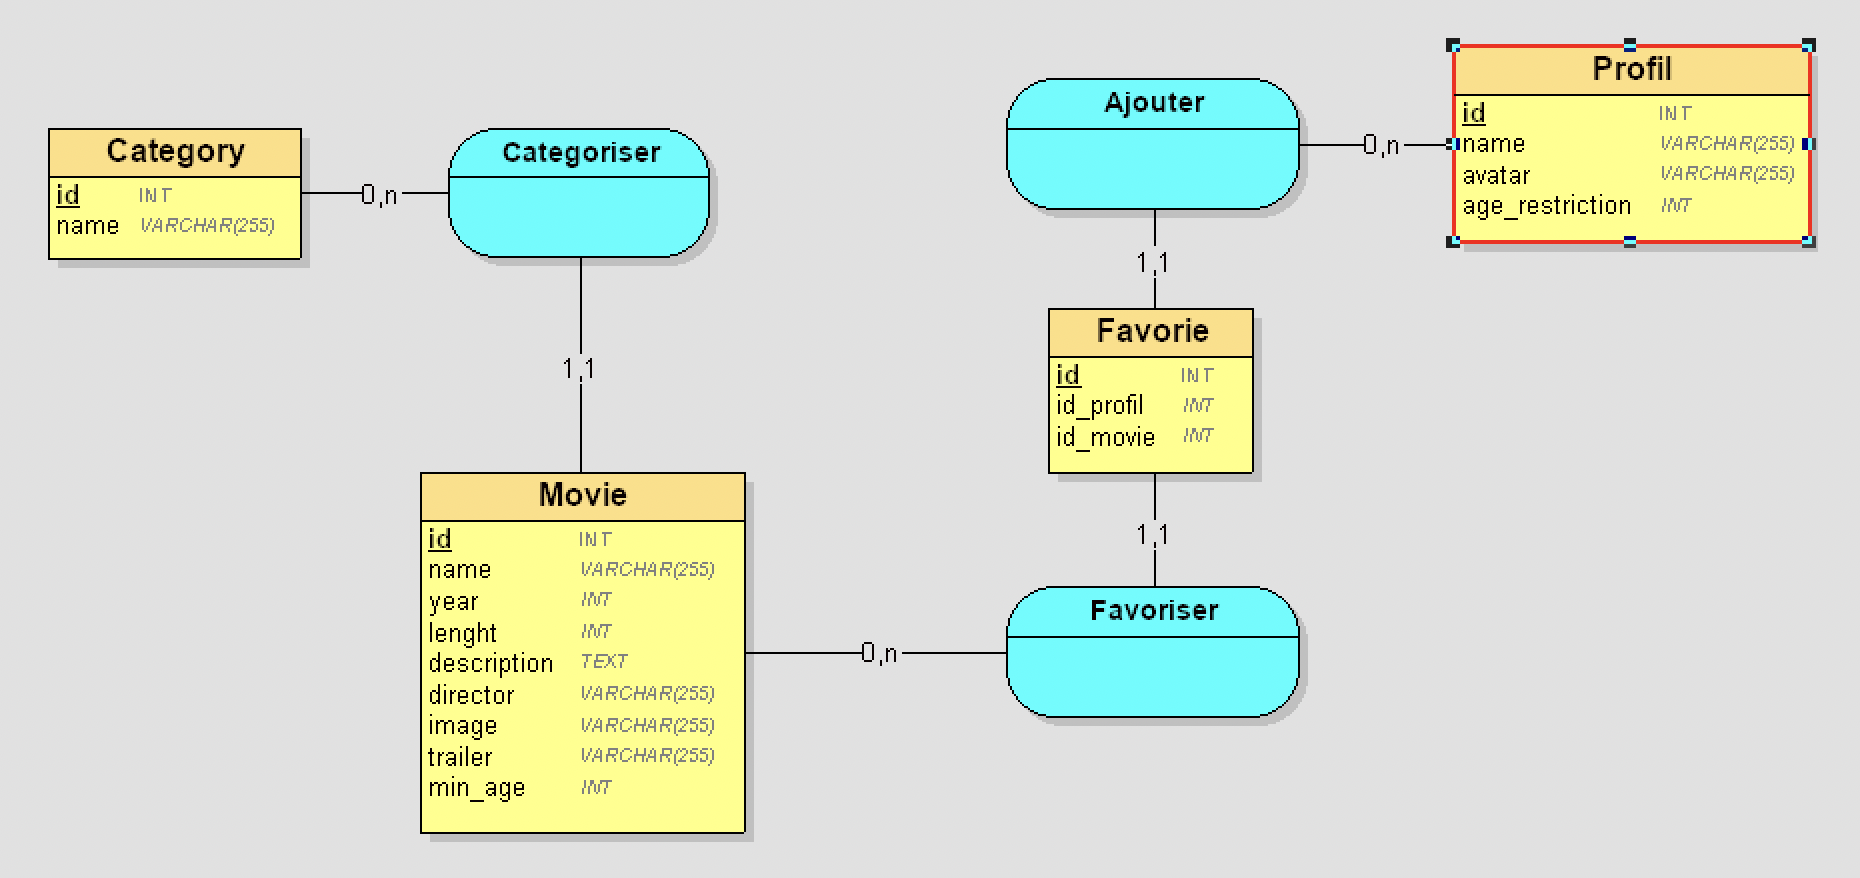 Category
id INT
name VARCHAR(255)
0,n
Categoriser
1,1
Movie
id INT
name VARCHAR(255)
year INT
lenght INT
description TEXT
director VARCHAR(255)
image VARCHAR(255)
trailer VARCHAR(255)
min_age INT
0,n
Favoriser
1,1
Favorie
id INT
id_profil INT
id_movie INT
1,1
Ajouter
0,n
Profil
id INT
name VARCHAR(255)
avatar VARCHAR(255)
age_restriction INT